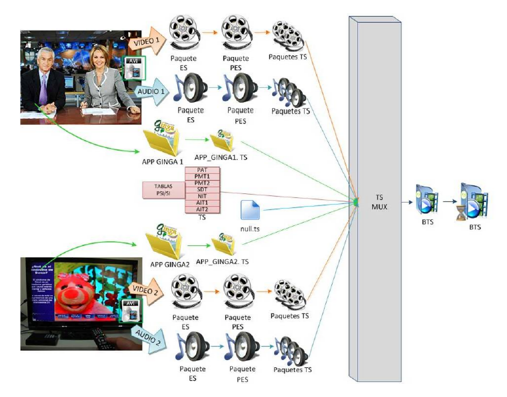 VIDEO 1
Paquete
ES
Paquete
PES
Paquetes TS
AUDIO 1
Paquete
ES
Paquete
PES
Paquetes TS
APP GINGA 1
APP_GINGA1. TS
TABLAS
PSI/SI
PAT
PMT1
PMT2
SDT
NIT
AIT1
AIT2
TS
null.ts
TS
MUX
BTS
BTS
APP GINGA2
APP_GINGA2. TS
VIDEO 2
Paquete
ES
Paquete
PES
Paquetes TS
AUDIO 2
Paquete
ES
Paquete
PES
Paquetes TS